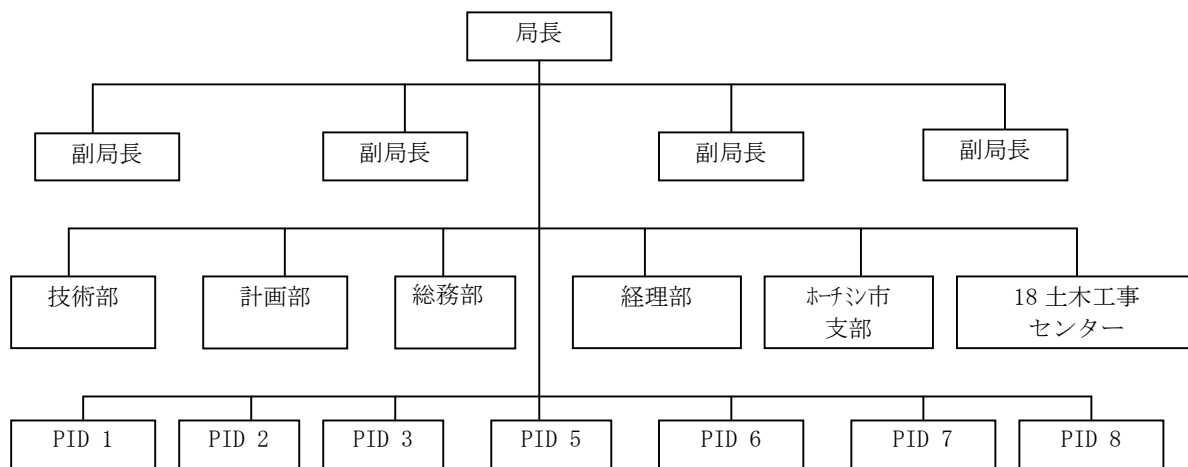 局長
副局長
副局長
副局長
副局長
技術部
計画部
総務部
経理部
ﾎｰﾁﾐﾝ市
支部
18 土木工事
センター
PID 1
PID 2
PID 3
PID 5
PID 6
PID 7
PID 8